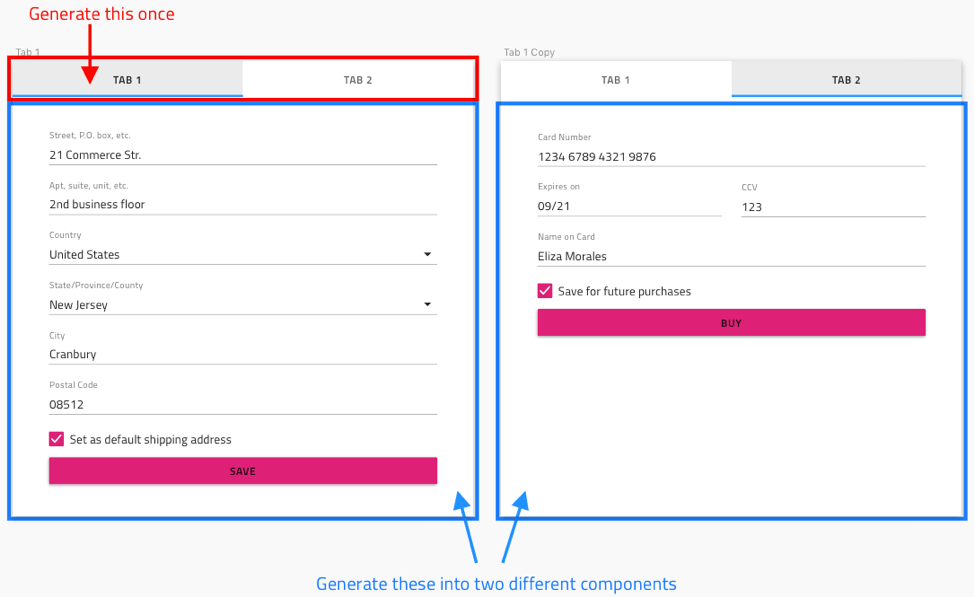 Generate this once
Tab 1
TAB 1
TAB 2
Street, P.O. box, etc.
21 Commerce Str.
Apt, suite, unit, etc.
2nd business floor
Country
United States
State/Province/County
New Jersey
City
Cranbury
Postal Code
08512
Set as default shipping address
SAVE
Tab 1 Copy
TAB 1
TAB 2
Card Number
1234 6789 4321 9876
Expires on
CCV
09/21
123
Name on Card
Eliza Morales
Save for future purchases
BUY
Generate these into two different components